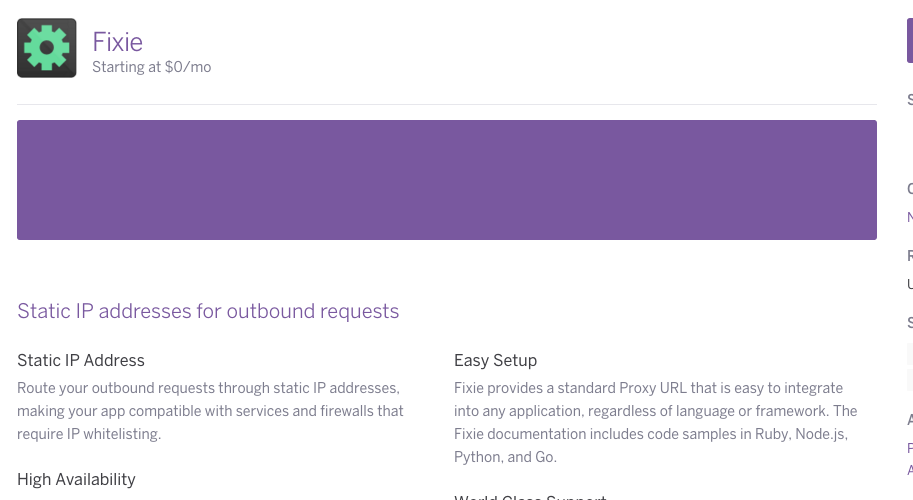 Fixie
Starting at $0/mo
Static IP addresses for outbound requests
Static IP Address
Route your outbound requests through static IP addresses,
making your app compatible with services and firewalls that
require IP whitelisting.
High Availability
Easy Setup
Fixie provides a standard Proxy URL that is easy to integrate
into any application, regardless of language or framework. The
Fixie documentation includes code samples in Ruby, Node.js,
Python, and Go.
World Class Support